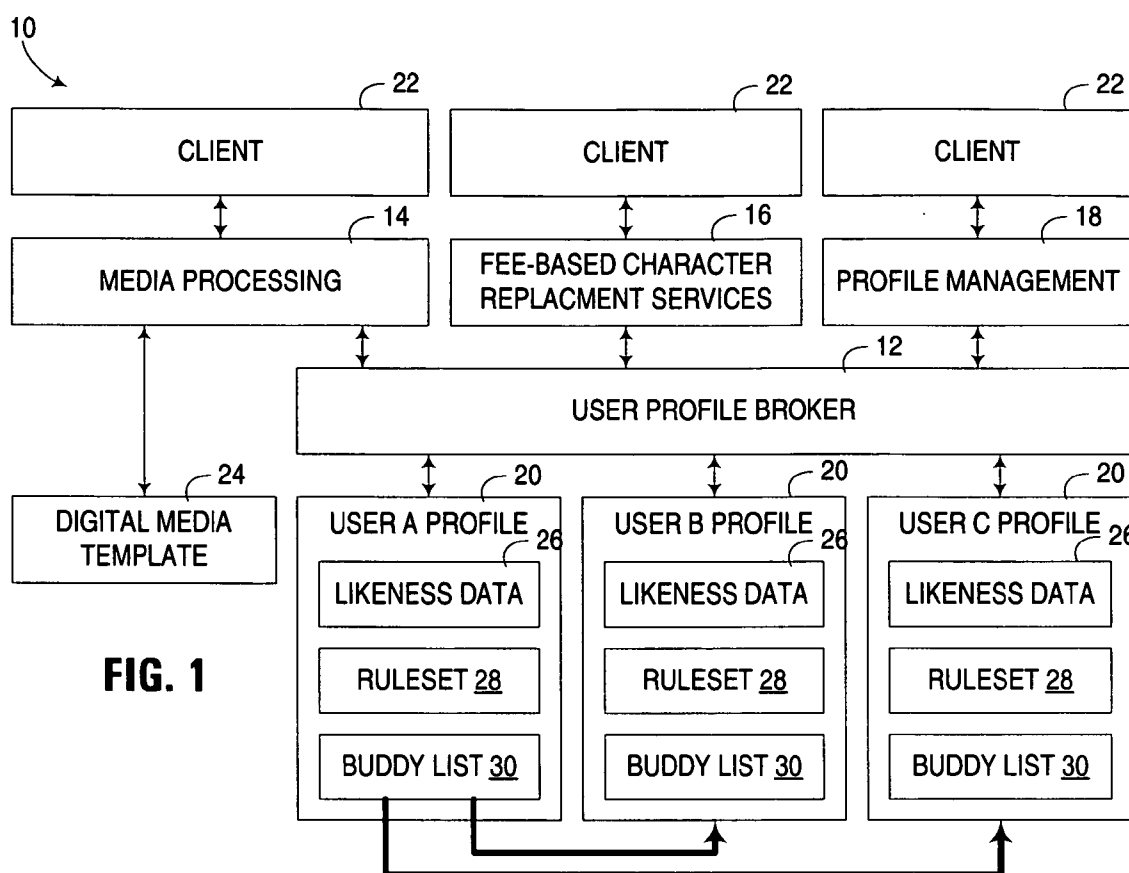 10
22
22
22
CLIENT
CLIENT
CLIENT
14
16
18
MEDIA PROCESSING
FEE-BASED CHARACTER
REPLACMENT SERVICES
PROFILE MANAGEMENT
12
USER PROFILE BROKER
24
20
20
20
DIGITAL MEDIA
TEMPLATE
USER A PROFILE
USER B PROFILE
USER C PROFILE
26
26
26
LIKENESS DATA
LIKENESS DATA
LIKENESS DATA
FIG. 1
RULESET 28
RULESET 28
RULESET 28
BUDDY LIST 30
BUDDY LIST 30
BUDDY LIST 30